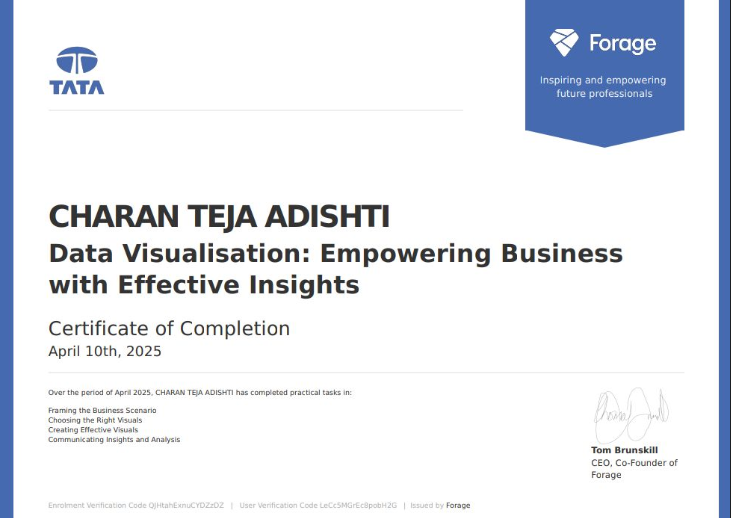 TATA
Forage
Inspiring and empowering
future professionals
CHARAN TEJA ADISHTI
Data Visualisation: Empowering Business
with Effective Insights
Certificate of Completion
April 10th, 2025
Over the period of April 2025, CHARAN TEJA ADISHTI has completed practical tasks in:
Framing the Business Scenario
Choosing the Right Visuals
Creating Effective Visuals
Communicating Insights and Analysis
Tom Brunskill
CEO, Co-Founder of
Forage
Enrolment Verification Code | User Verification Code | Issued by Forage